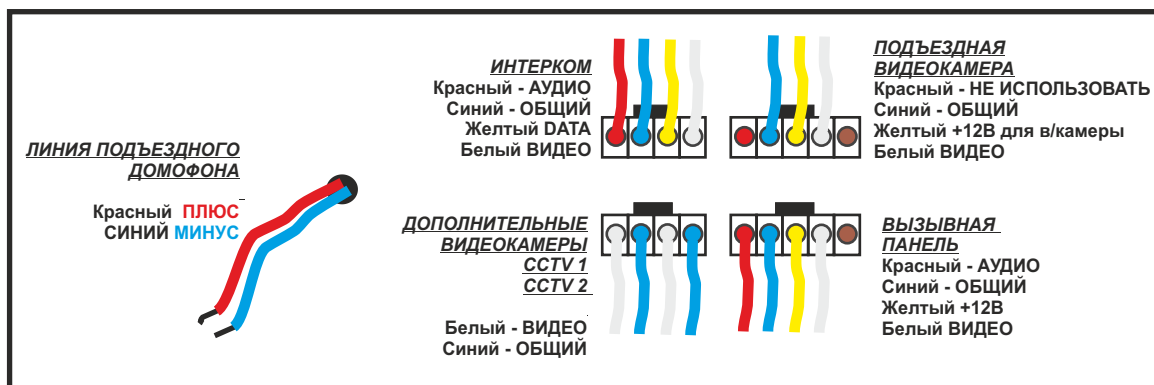 ЛИНИЯ ПОДЪЕЗДНОГО
ДОМОФОНА
Красный ПЛЮС
СИНИЙ МИНУС
ИНТЕРКОМ
Красный - АУДИО
Синий - ОБЩИЙ
Желтый DATA
Белый ВИДЕО
ПОДЪЕЗДНАЯ
ВИДЕОКАМЕРА
Красный - НЕ ИСПОЛЬЗОВАТЬ
Синий - ОБЩИЙ
Желтый +12В для в/камеры
Белый ВИДЕО
ДОПОЛНИТЕЛЬНЫЕ
ВИДЕОКАМЕРЫ
CCTV 1
CCTV 2
Белый - ВИДЕО
Синий - ОБЩИЙ
ВЫЗЫВНАЯ
ПАНЕЛЬ
Красный - АУДИО
Синий - ОБЩИЙ
Желтый +12В
Белый ВИДЕО